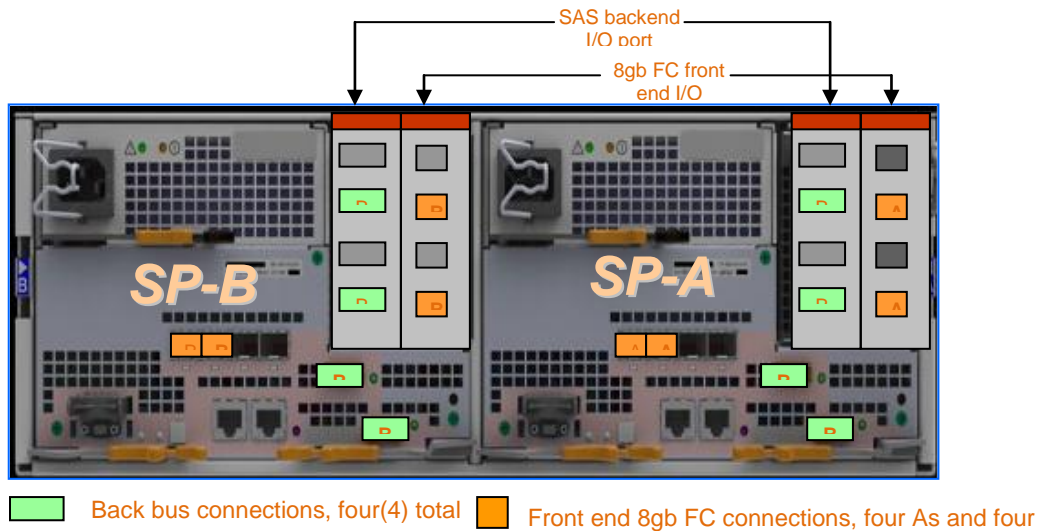 SAS backend
I/O port
8gb FC front
end I/O
SP-B
SP-A
Back bus connections, four(4) total
Front end 8gb FC connections, four As and four